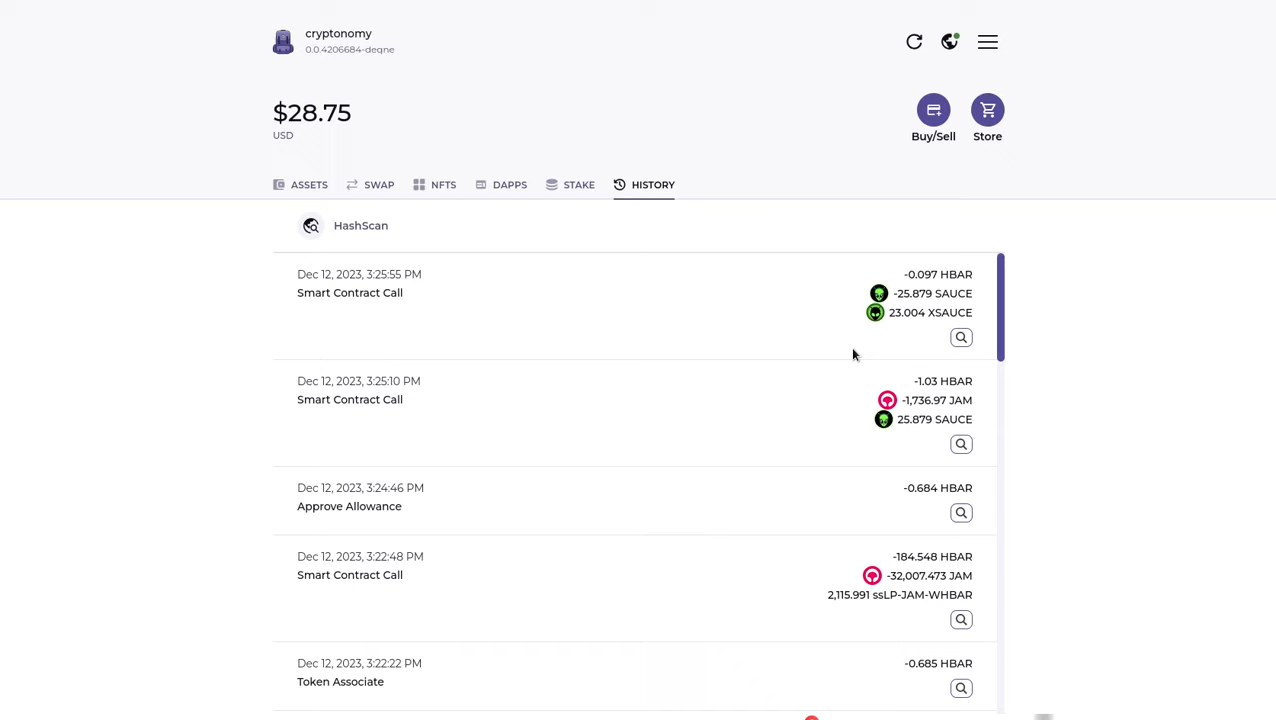 cryptonomy
0.0.4206684-deqne
$28.75
USD
Buy/Sell
Store
ASSETS
SWAP
NFTS
DAPPS
STAKE
HISTORY
HashScan
Dec 12, 2023, 3:25:55 PM
Smart Contract Call
-0.097 HBAR
-25.879 SAUCE
23.004 XSAUCE
Dec 12, 2023, 3:25:10 PM
Smart Contract Call
-1.03 HBAR
-1,736.97 JAM
25.879 SAUCE
Dec 12, 2023, 3:24:46 PM
Approve Allowance
-0.684 HBAR
Dec 12, 2023, 3:22:48 PM
Smart Contract Call
-184.548 HBAR
-32,007.473 JAM
2,115.991 ssLP-JAM-WHBAR
Dec 12, 2023, 3:22:22 PM
Token Associate
-0.685 HBAR